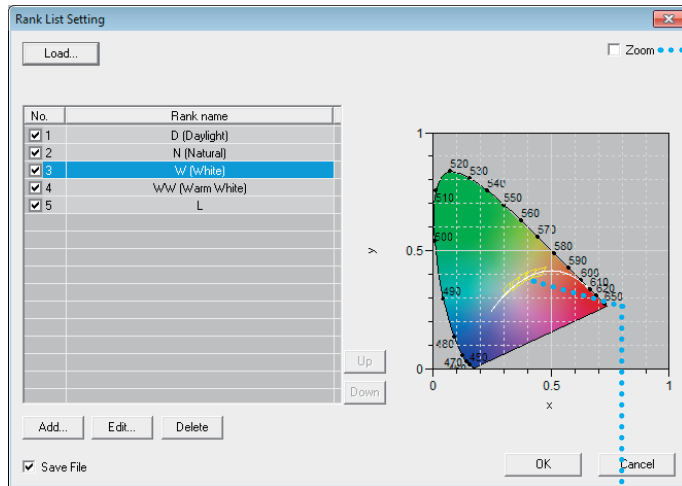 Rank List Setting
Load...
Zoom
No. Rank name
1 D (Daylight)
2 N (Natural)
3 W (White)
4 WW (Warm White)
5 L
Up
Down
Add... Edit... Delete
Save File
1
520
530
540
510
550
560
570
500
580
y
0.5
590
600
620
490
650
480
470
450
0
0 0.5 1
x
OK Cancel